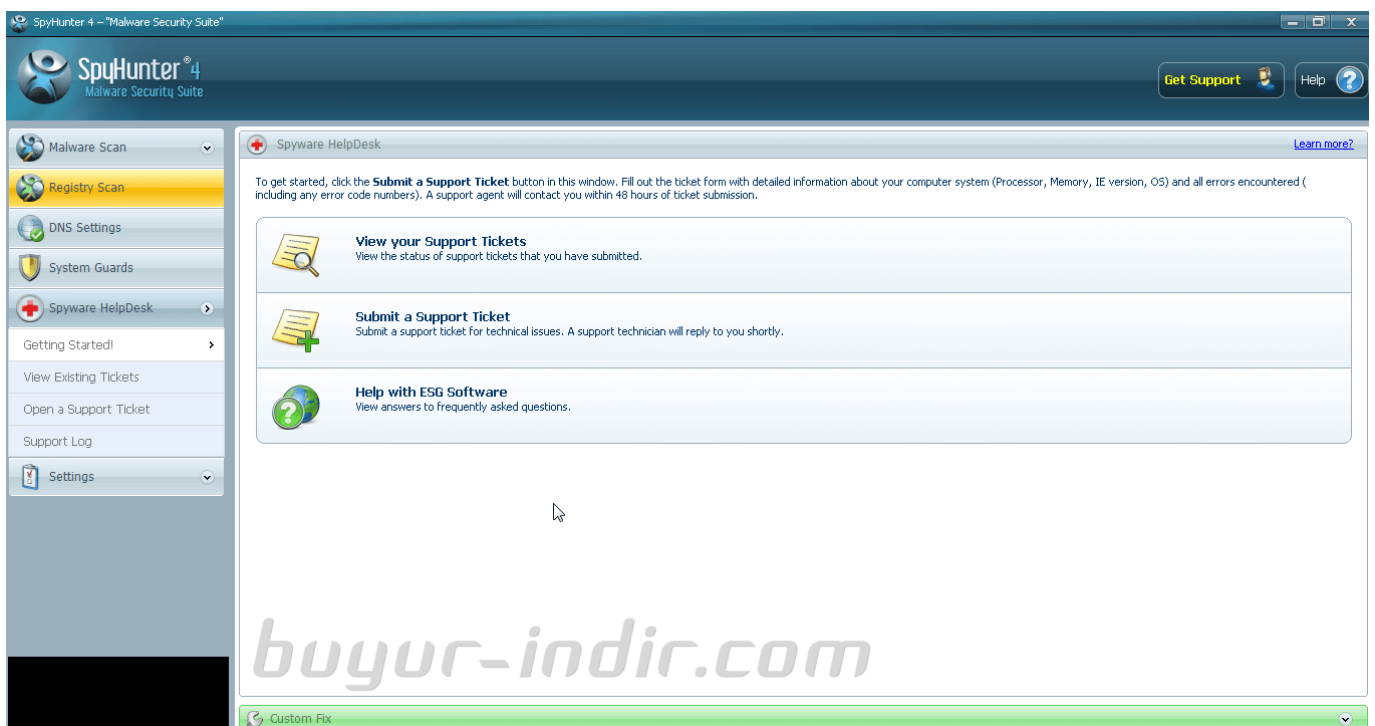 SpyHunter 4 – "Malware Security Suite"
SpyHunter®4
Malware Security Suite
Get Support
Help
Malware Scan
Registry Scan
DNS Settings
System Guards
Spyware HelpDesk
Getting Started!
View Existing Tickets
Open a Support Ticket
Support Log
Settings
Spyware HelpDesk
Learn more?
To get started, click the Submit a Support Ticket button in this window. Fill out the ticket form with detailed information about your computer system (Processor, Memory, IE version, OS) and all errors encountered (
including any error code numbers). A support agent will contact you within 48 hours of ticket submission.
View your Support Tickets
View the status of support tickets that you have submitted.
Submit a Support Ticket
Submit a support ticket for technical issues. A support technician will reply to you shortly.
Help with ESG Software
View answers to frequently asked questions.
buyur-indir.com
Custom Fix